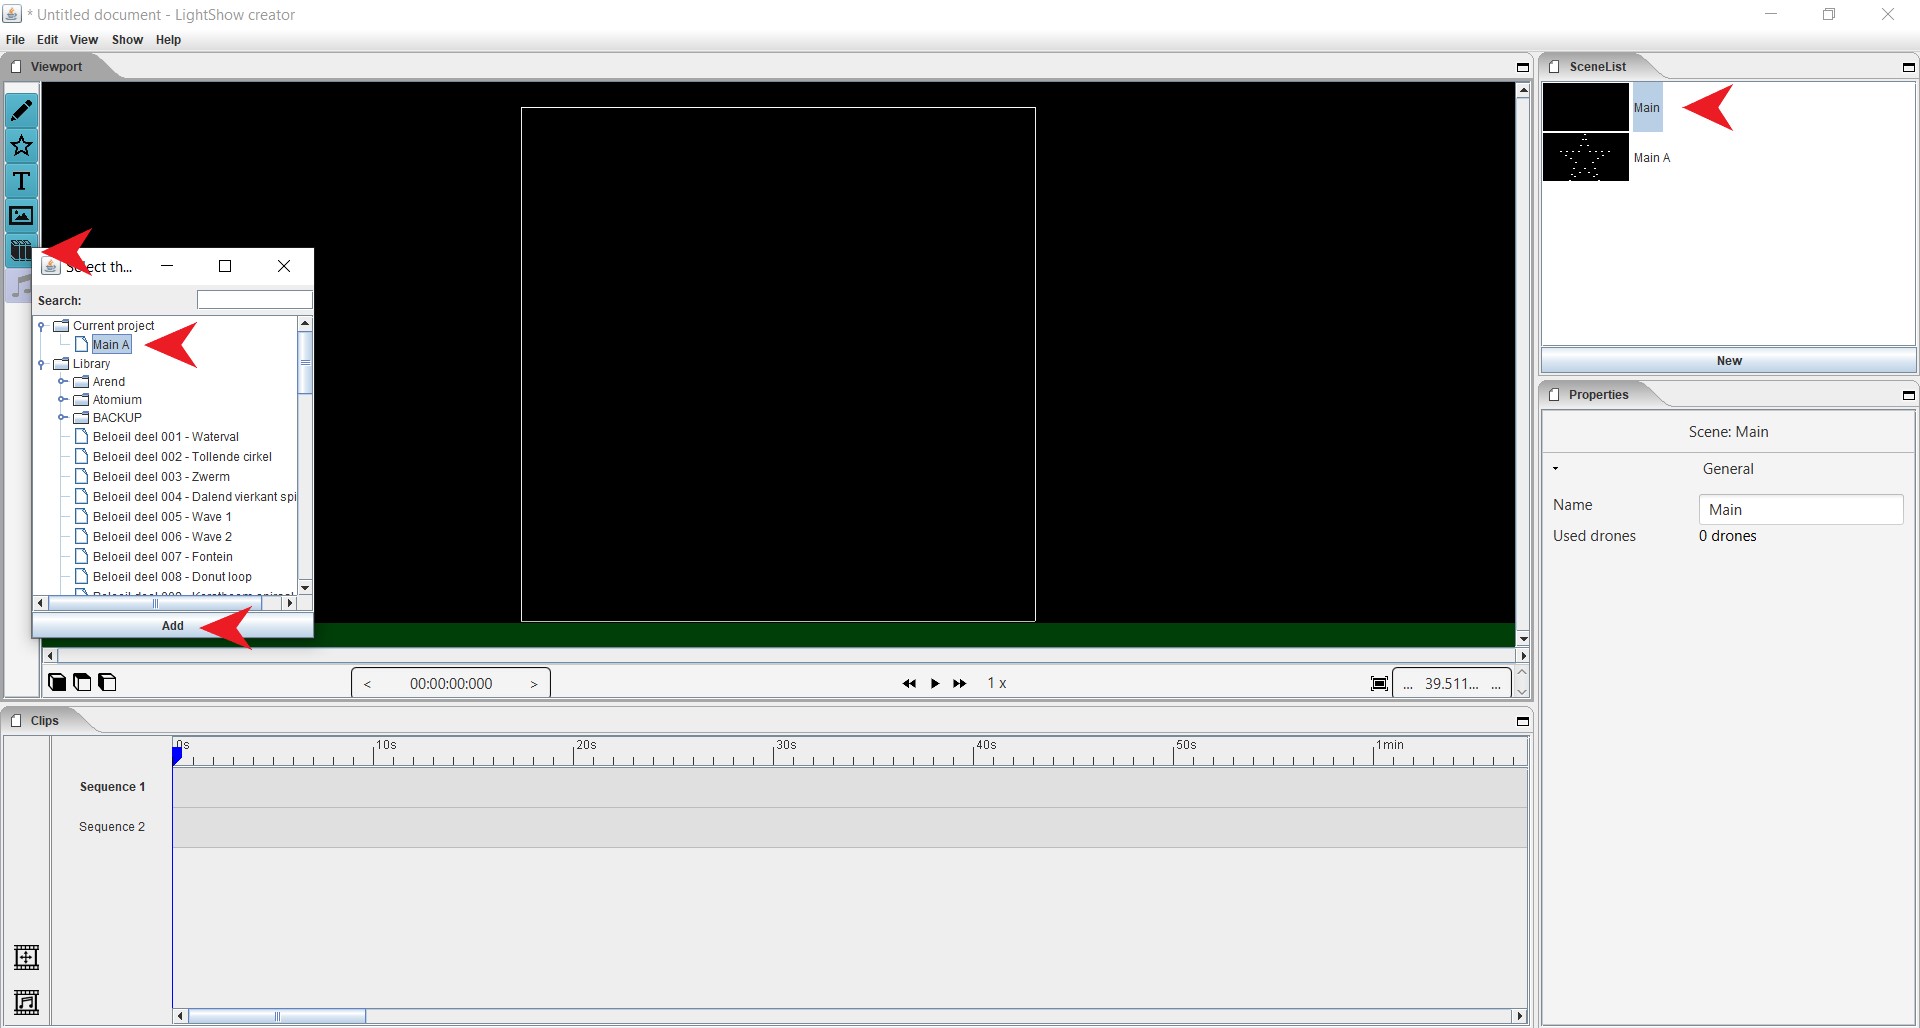 * Untitled document - LightShow creator
File Edit View Show Help
Viewport
T
Select th...
Search:
Current project
Main A
Library
Arend
Atomium
BACKUP
Beloeil deel 001 - Waterval
Beloeil deel 002 - Tollende cirkel
Beloeil deel 003 - Zwerm
Beloeil deel 004 - Dalend vierkant spi
Beloeil deel 005 - Wave 1
Beloeil deel 006 - Wave 2
Beloeil deel 007 - Fontein
Beloeil deel 008 - Donut loop
Add
< 00:00:00:000 >
1 x
... 39.511... ...
SceneList
Main
Main A
New
Properties
Scene: Main
General
Name Main
Used drones 0 drones
Clips
0s 10s 20s 30s 40s 50s 1min
Sequence 1
Sequence 2